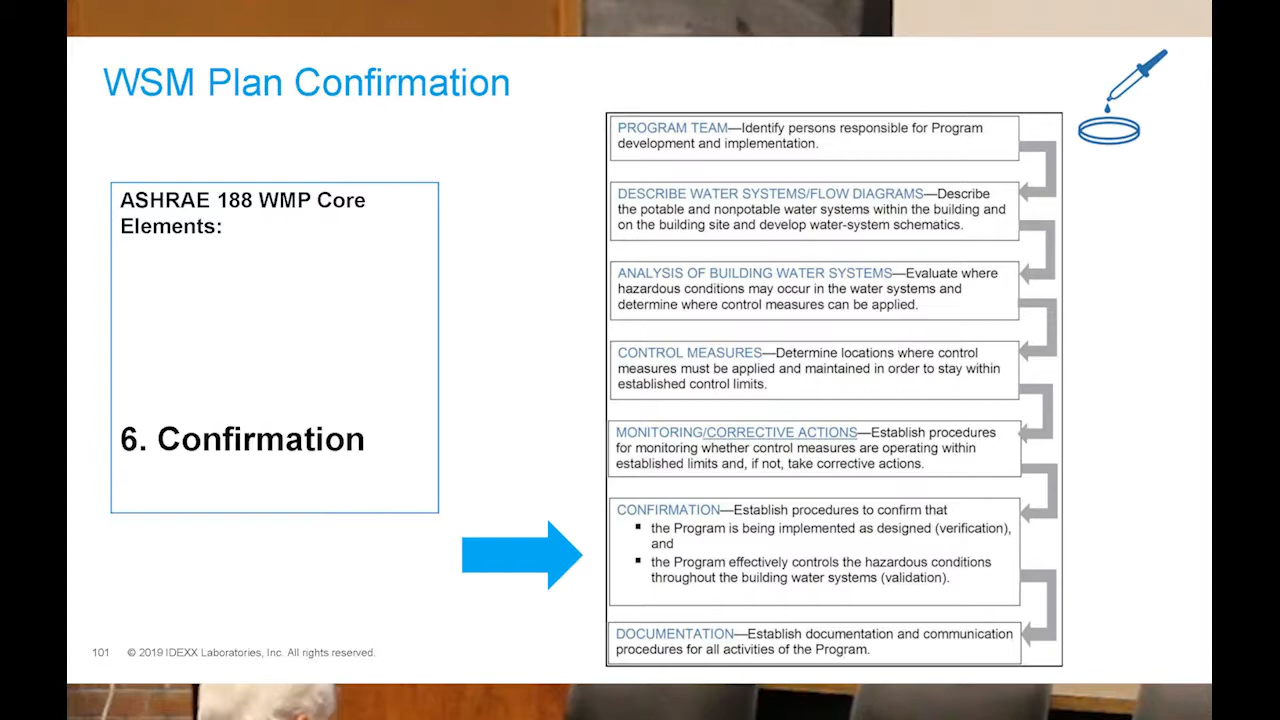 WSM Plan Confirmation
ASHRAE 188 WMP Core
Elements:
6. Confirmation
PROGRAM TEAM—Identify persons responsible for Program
development and implementation.
DESCRIBE WATER SYSTEMS/FLOW DIAGRAMS—Describe
the potable and nonpotable water systems within the building and
on the building site and develop water-system schematics.
ANALYSIS OF BUILDING WATER SYSTEMS—Evaluate where
hazardous conditions may occur in the water systems and
determine where control measures can be applied.
CONTROL MEASURES—Determine locations where control
measures must be applied and maintained in order to stay within
established control limits.
MONITORING/CORRECTIVE ACTIONS—Establish procedures
for monitoring whether control measures are operating within
established limits and, if not, take corrective actions.
CONFIRMATION—Establish procedures to confirm that
▪ the Program is being implemented as designed (verification),
and
▪ the Program effectively controls the hazardous conditions
throughout the building water systems (validation).
DOCUMENTATION—Establish documentation and communication
procedures for all activities of the Program.
101 © 2019 IDEXX Laboratories, Inc. All rights reserved.